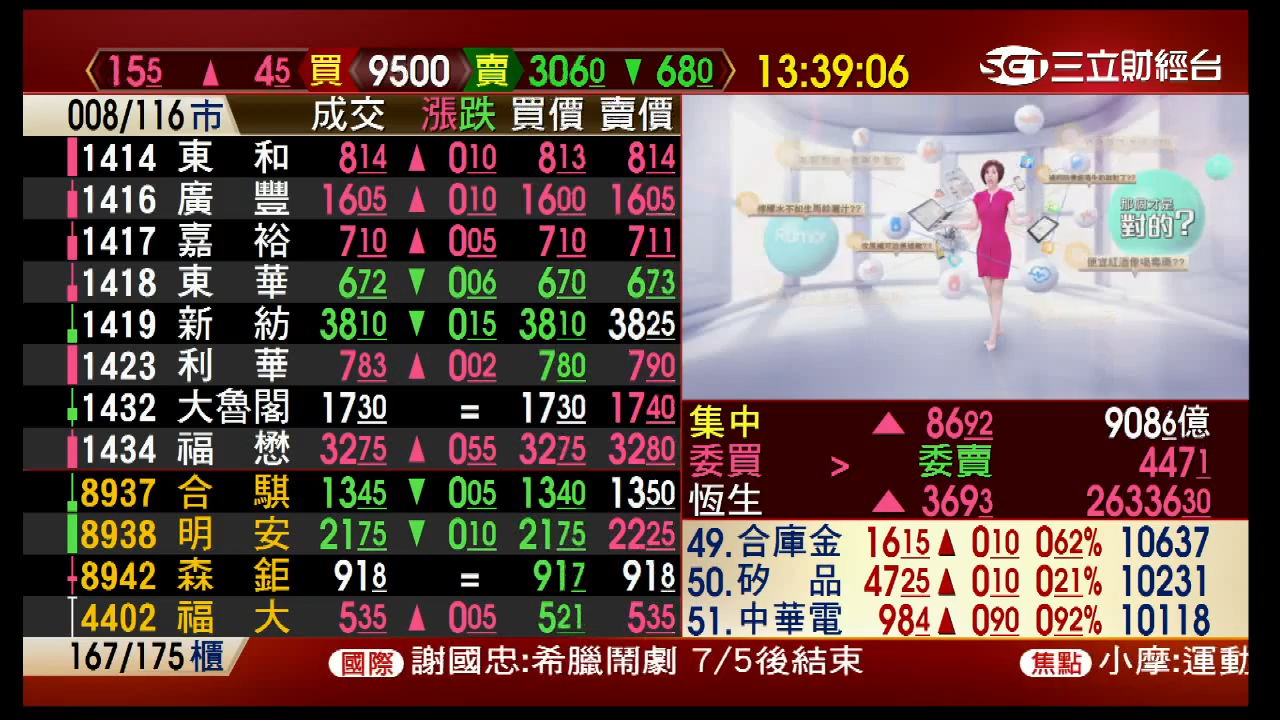 155 ▲ 45 買 9500 賣 3060 ▼ 680 13:39:06 三立財經台
008/116 市 成交 漲跌 買價 賣價
1414 東和 814 ▲ 010 813 814
1416 廣豐 1605 ▲ 010 1600 1605
1417 嘉裕 710 ▲ 005 710 711
1418 東華 672 ▼ 006 670 673
1419 新紡 3810 ▼ 015 3810 3825
1423 利華 783 ▲ 002 780 790
1432 大魯閣 1730 = 1730 1740
1434 福懋 3275 ▲ 055 3275 3280
8937 合騏 1345 ▼ 005 1340 1350
8938 明安 2175 ▼ 010 2175 2225
8942 森鉅 918 = 917 918
4402 福大 535 ▲ 005 521 535
167/175 櫃
Rumor
那個才是
對的?
集中 ▲ 8692 9086億
委買 > 委賣 4471
恆生 ▲ 3693 2633630
49.合庫金 1615 ▲ 010 062% 10637
50.矽品 4725 ▲ 010 021% 10231
51.中華電 984 ▲ 090 092% 10118
國際 謝國忠:希臘鬧劇 7/5後結束 焦點 小摩:運動